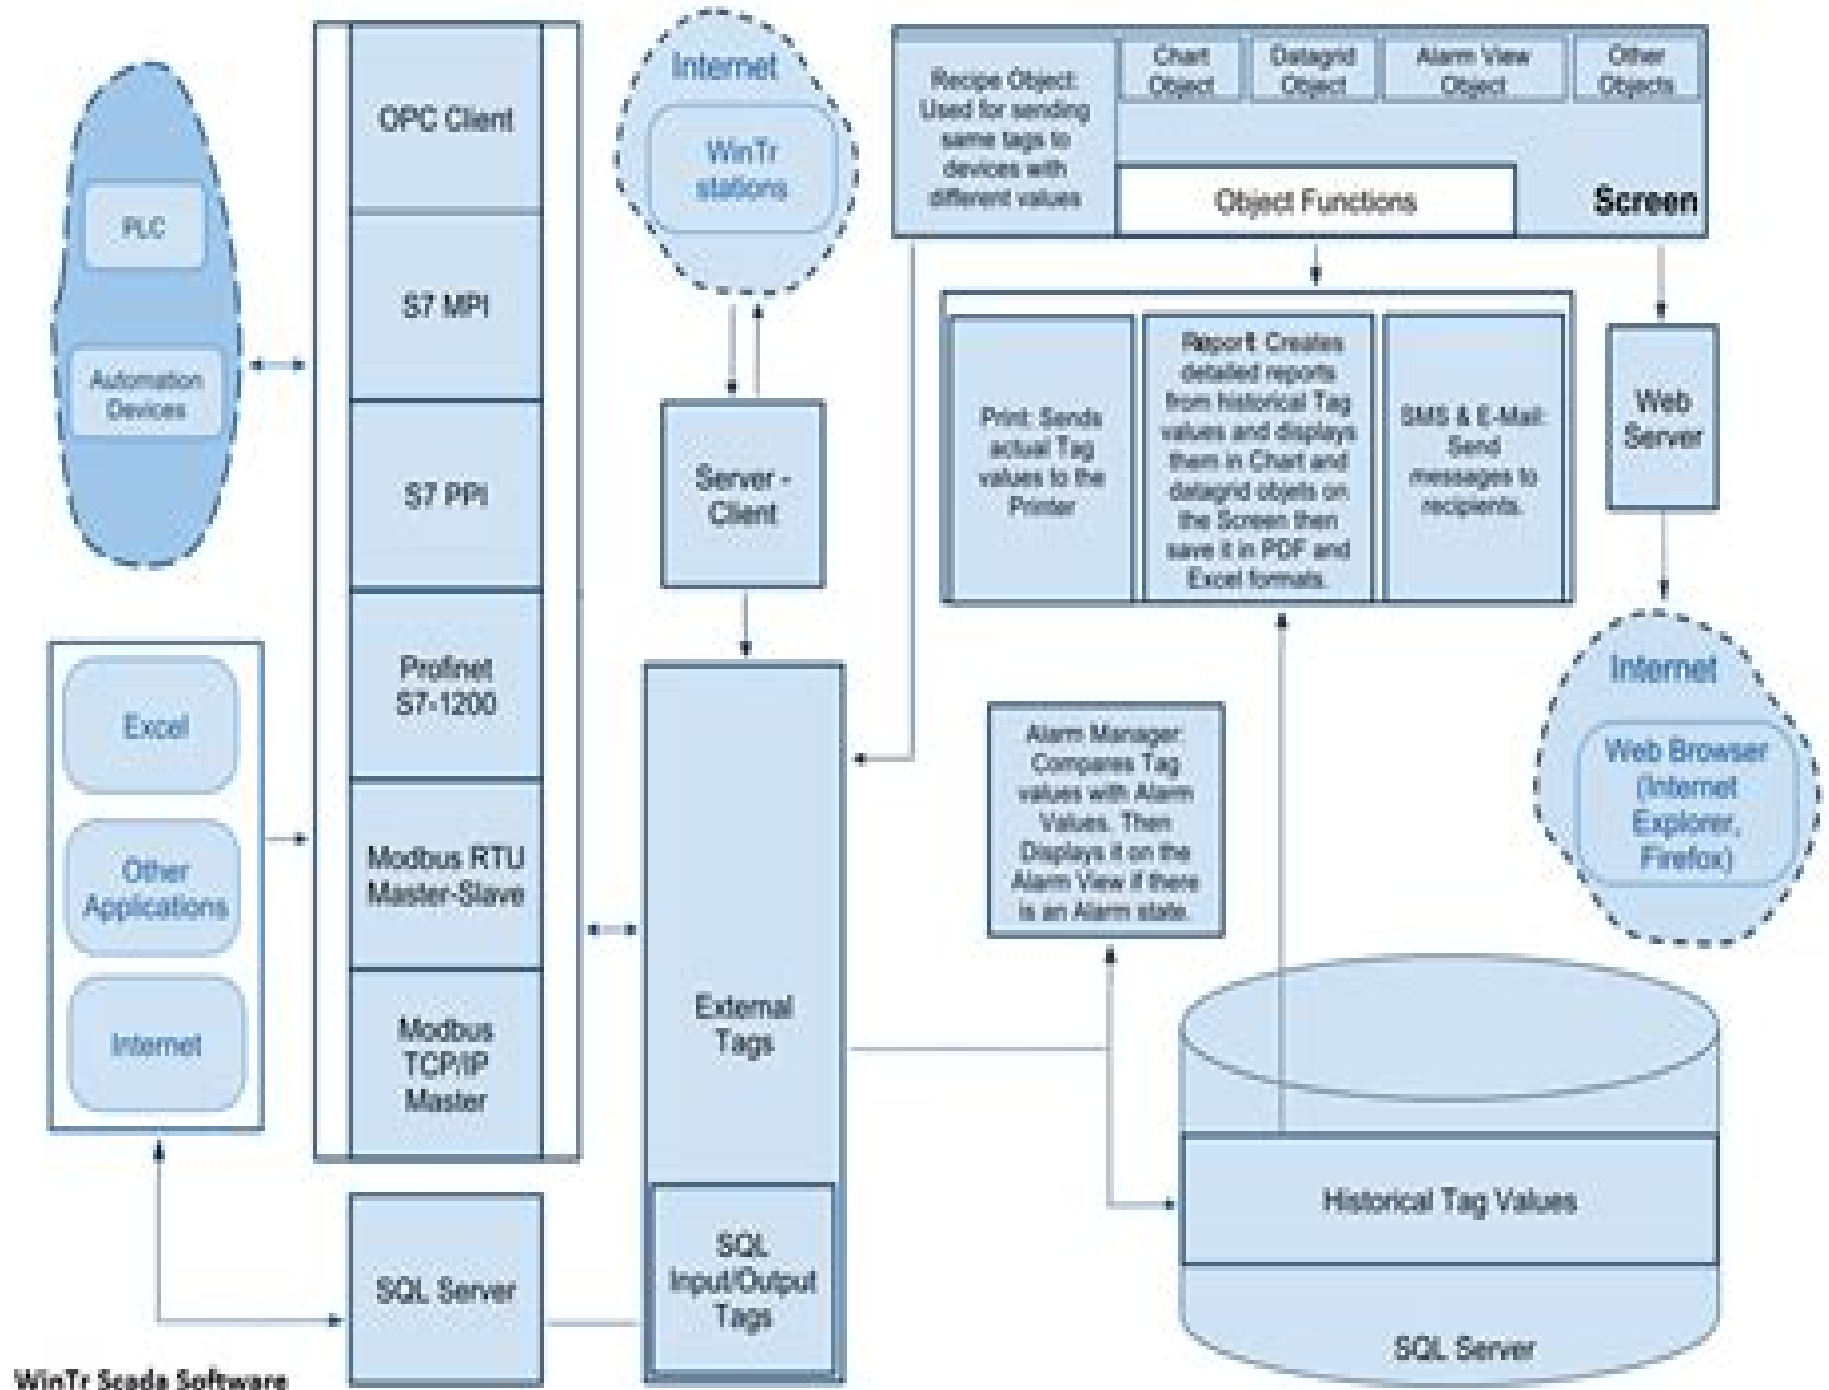 PLC
Automation
Devices
Excel
Other
Applications
Internet
OPC Client
S7 MPI
S7 PPI
Profinet
S7-1200
Modbus RTU
Master-Slave
Modbus
TCP/IP
Master
SQL Server
Internet
WinTr
stations
Server -
Client
External
Tags
SQL
Input/Output
Tags
Recipe Object:
Used for sending
same tags to
devices with
different values
Chart
Object
Datagrid
Object
Alarm View
Object
Other
Objects
Object Functions
Screen
Print: Sends
actual Tag
values to the
Printer
Report: Creates
detailed reports
from historical Tag
values and displays
them in Chart and
datagrid objets on
the Screen then
save it in PDF and
Excel formats.
SMS & E-Mail:
Send
messages to
recipients.
Web
Server
Internet
Web Browser
(Internet
Explorer,
Firefox)
Alarm Manager:
Compares Tag
values with Alarm
Values. Then
Displays it on the
Alarm View if there
is an Alarm state.
Historical Tag Values
SQL Server
WinTr Scada Software